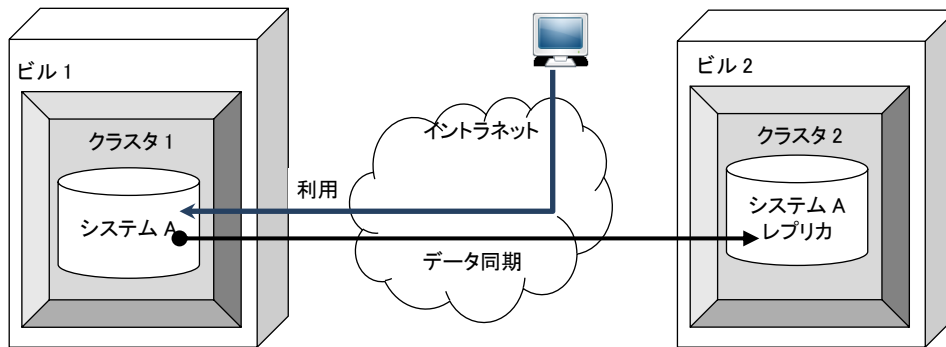 ビル 1
クラスタ 1
システム A
利用
イントラネット
データ同期
ビル 2
クラスタ 2
システム A
レプリカ